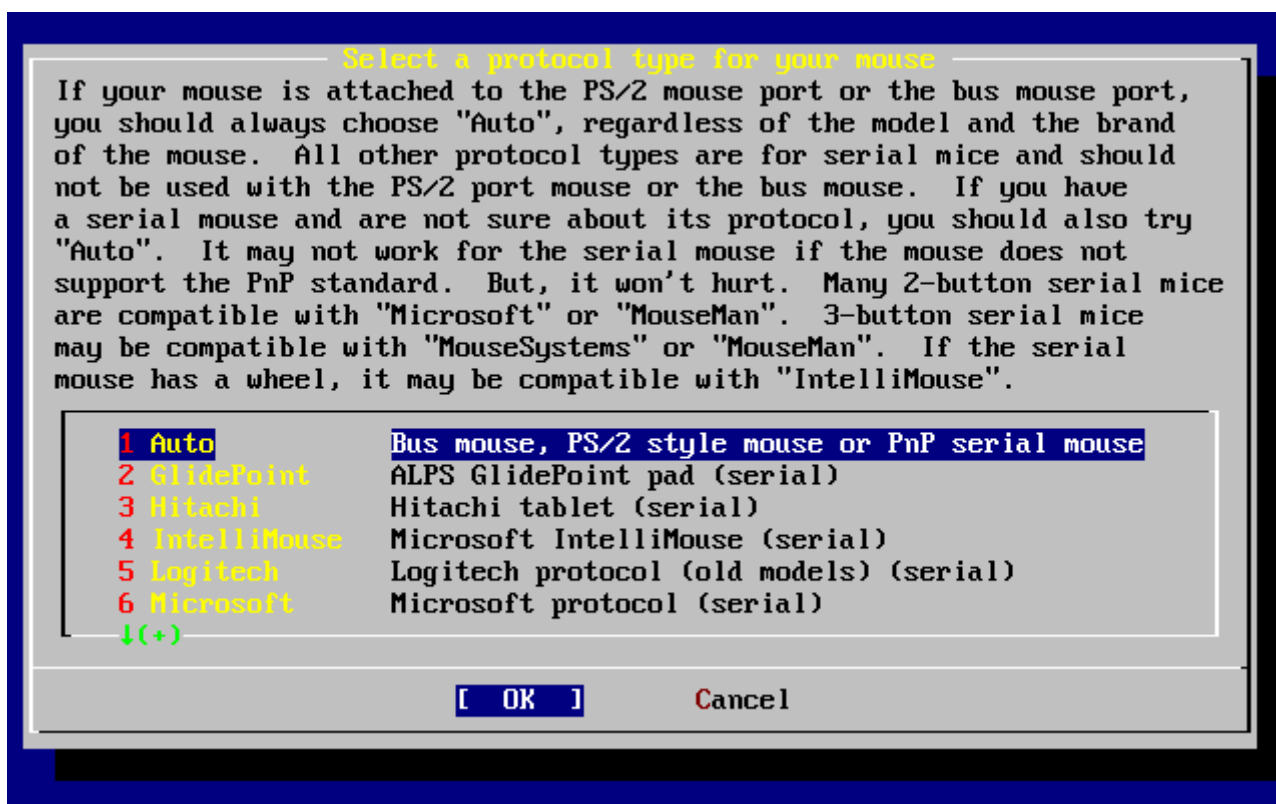 Select a protocol type for your mouse
If your mouse is attached to the PS/2 mouse port or the bus mouse port,
you should always choose "Auto", regardless of the model and the brand
of the mouse.  All other protocol types are for serial mice and should
not be used with the PS/2 port mouse or the bus mouse.  If you have
a serial mouse and are not sure about its protocol, you should also try
"Auto".  It may not work for the serial mouse if the mouse does not
support the PnP standard.  But, it won't hurt.  Many 2-button serial mice
are compatible with "Microsoft" or "MouseMan".  3-button serial mice
may be compatible with "MouseSystems" or "MouseMan".  If the serial
mouse has a wheel, it may be compatible with "IntelliMouse".
1 Auto Bus mouse, PS/2 style mouse or PnP serial mouse
2 GlidePoint ALPS GlidePoint pad (serial)
3 Hitachi Hitachi tablet (serial)
4 IntelliMouse Microsoft IntelliMouse (serial)
5 Logitech Logitech protocol (old models) (serial)
6 Microsoft Microsoft protocol (serial)
↓(+)
[ OK ] Cancel